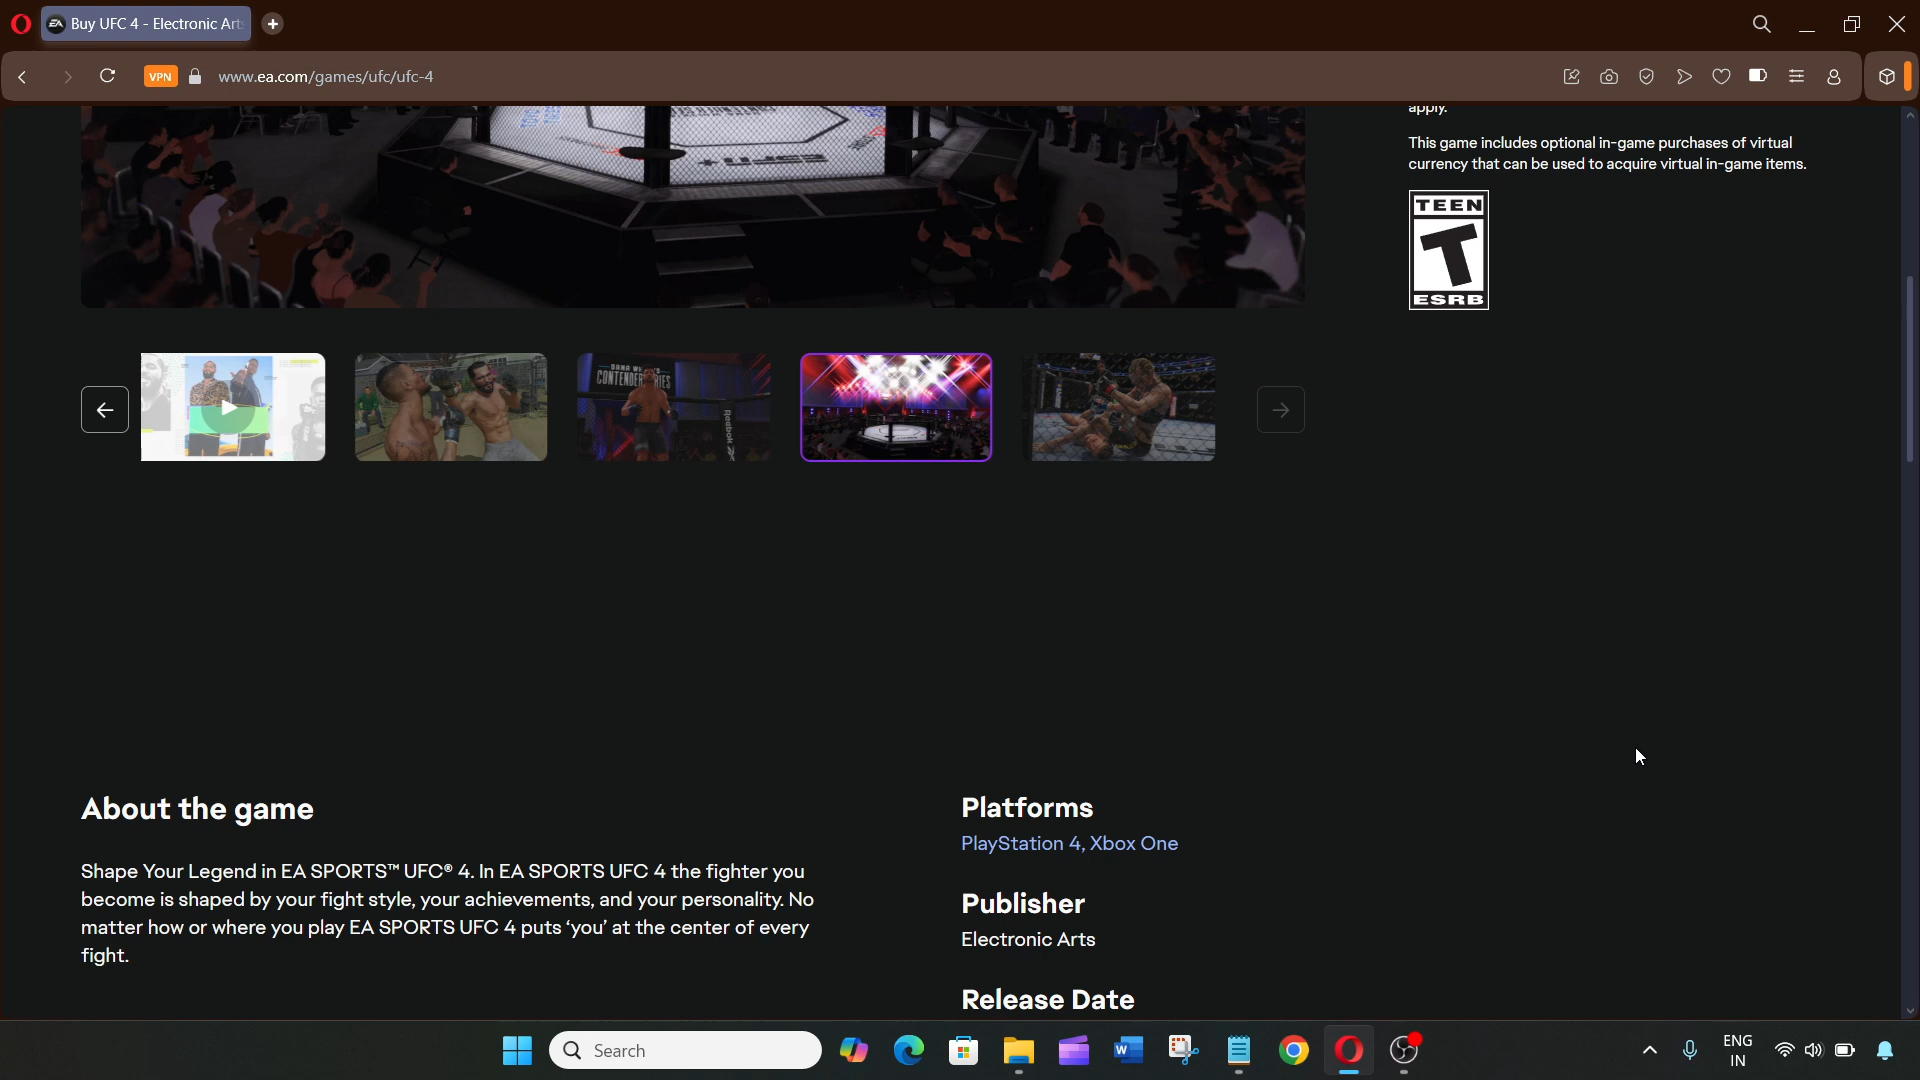 Buy UFC 4 - Electronic Art
VPN
www.ea.com/games/ufc/ufc-4
apply.
This game includes optional in-game purchases of virtual
currency that can be used to acquire virtual in-game items.
TEEN
T
ESRB
DANA
CONTENDER
Reebok
About the game
Shape Your Legend in EA SPORTS™ UFC® 4. In EA SPORTS UFC 4 the fighter you
become is shaped by your fight style, your achievements, and your personality. No
matter how or where you play EA SPORTS UFC 4 puts ‘you’ at the center of every
fight.
Platforms
PlayStation 4, Xbox One
Publisher
Electronic Arts
Release Date
Search
ENG
IN